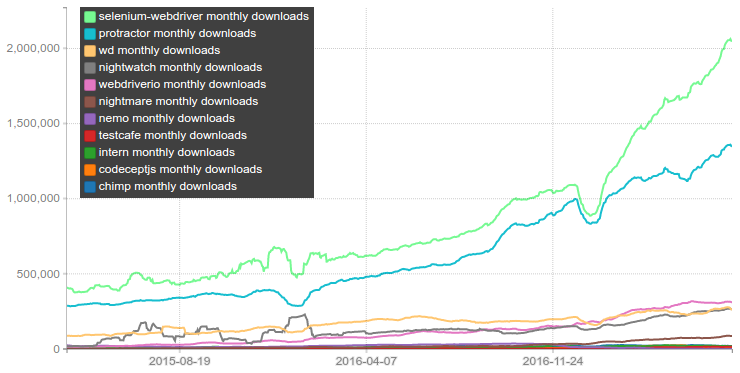 selenium-webdriver monthly downloads
protractor monthly downloads
wd monthly downloads
nightwatch monthly downloads
webdriverio monthly downloads
nightmare monthly downloads
nemo monthly downloads
testcafe monthly downloads
intern monthly downloads
codeceptjs monthly downloads
chimp monthly downloads
2,000,000
1,500,000
1,000,000
500,000
0
2015-08-19
2016-04-07
2016-11-24